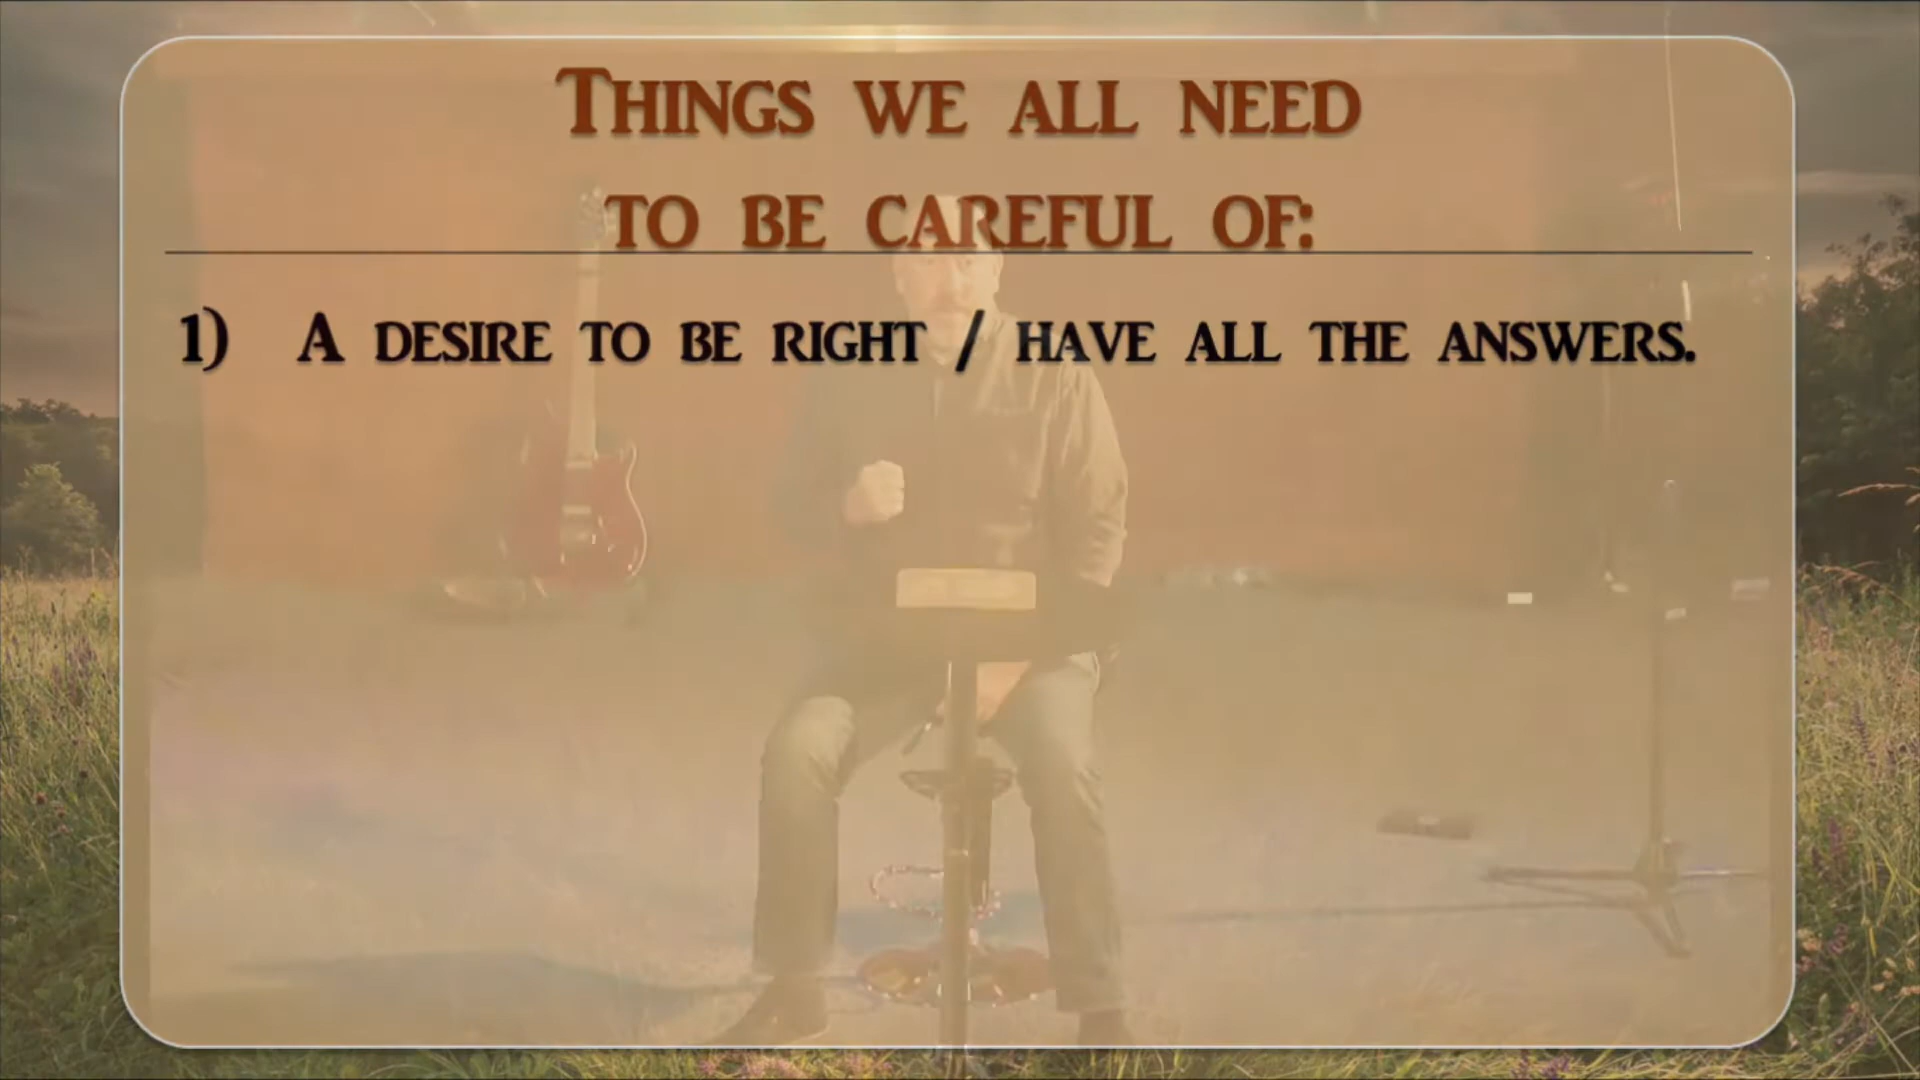 Things we all need
to be careful of:
1) A desire to be right / have all the answers.